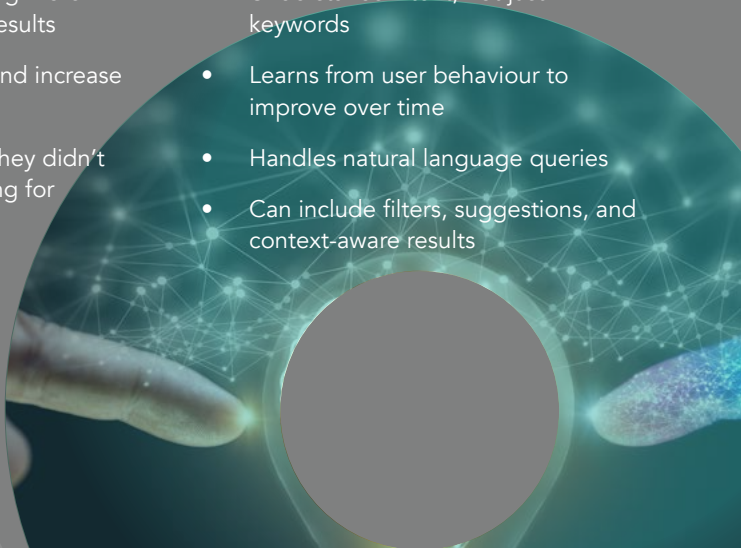 esults
nd increase
hey didn't
ng for
keywords
• Learns from user behaviour to
improve over time
• Handles natural language queries
• Can include filters, suggestions, and
context-aware results